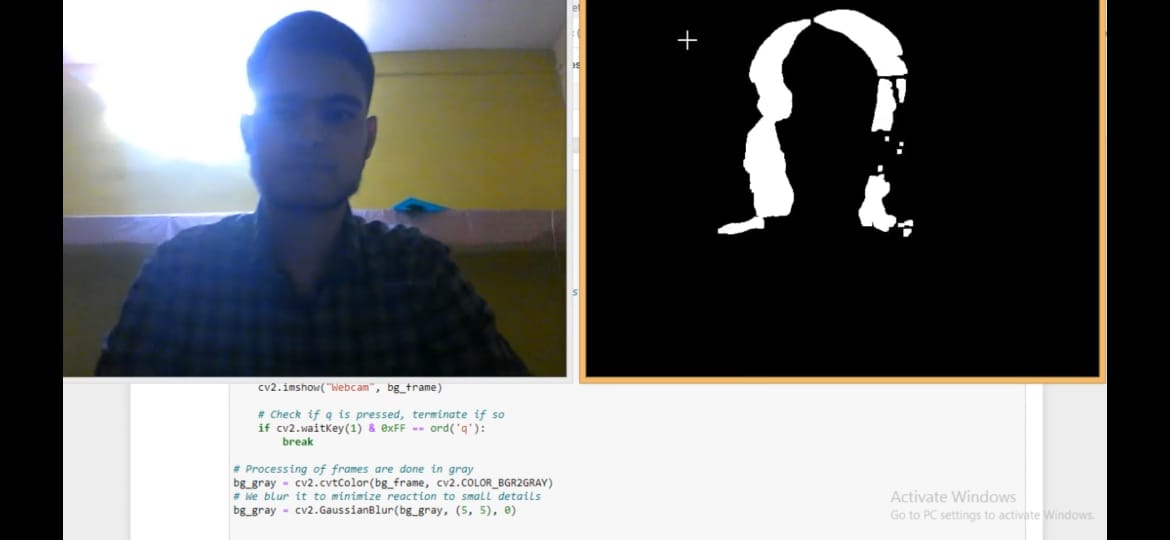 cv2.imshow("Webcam", bg_frame)
# Check if q is pressed, terminate if so
if cv2.waitKey(1) & 0xFF == ord('q'):
break
# Processing of frames are done in gray
bg_gray = cv2.cvtColor(bg_frame, cv2.COLOR_BGR2GRAY)
# We blur it to minimize reaction to small details
bg_gray = cv2.GaussianBlur(bg_gray, (5, 5), 0)
Activate Windows
Go to PC settings to activate Windows.